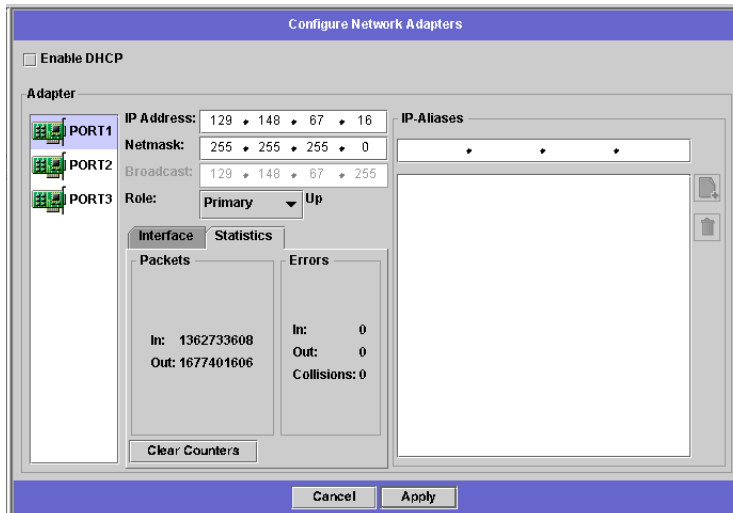 Configure Network Adapters
Enable DHCP
Adapter
PORT1
PORT2
PORT3
IP Address: 129 . 148 . 67 . 16
Netmask: 255 . 255 . 255 . 0
Broadcast: 129 . 148 . 67 . 255
Role: Primary Up
Interface Statistics
Packets
In: 1362733608
Out: 1677401606
Errors
In: 0
Out: 0
Collisions: 0
Clear Counters
IP-Aliases
. . .
Cancel Apply